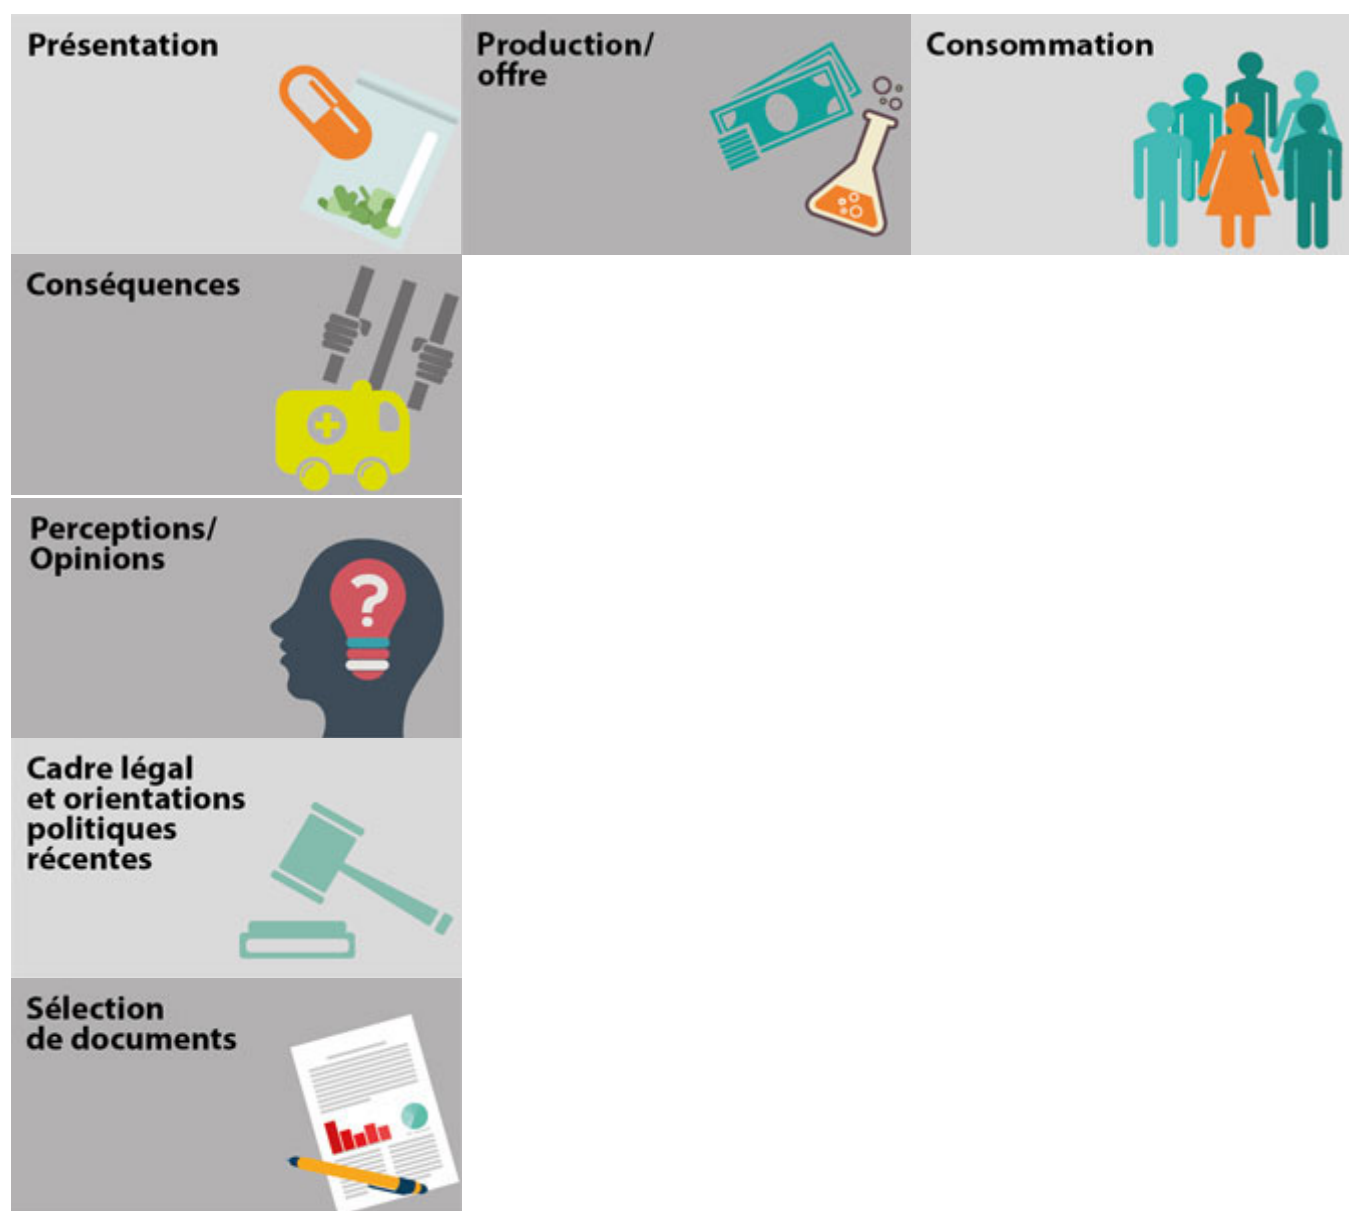 Présentation
Production/
offre
Consommation
Conséquences
Perceptions/
Opinions
Cadre légal
et orientations
politiques
récentes
Sélection
de documents